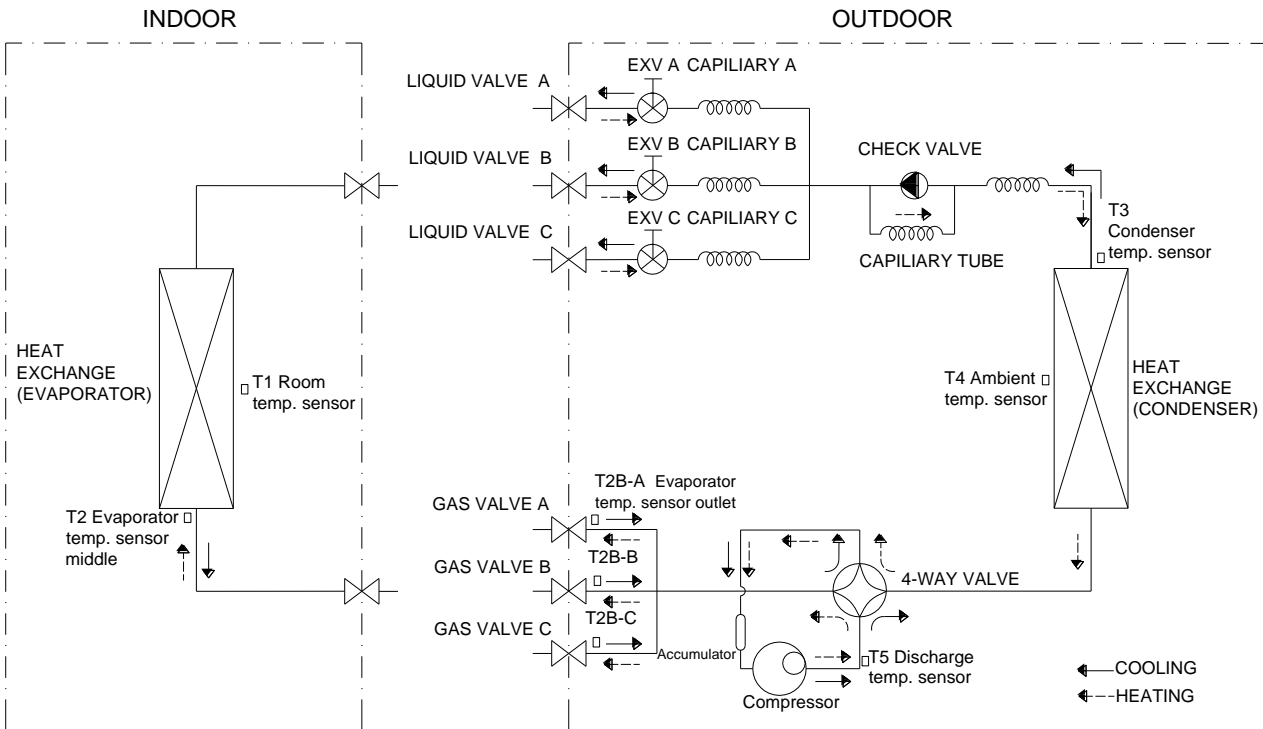 INDOOR
OUTDOOR
LIQUID VALVE A
EXV A CAPILIARY A
LIQUID VALVE B
EXV B CAPILIARY B
CHECK VALVE
LIQUID VALVE C
EXV C CAPILIARY C
CAPILIARY TUBE
T3
Condenser
temp. sensor
HEAT
EXCHANGE
(EVAPORATOR)
T1 Room
temp. sensor
T4 Ambient
temp. sensor
HEAT
EXCHANGE
(CONDENSER)
T2 Evaporator
temp. sensor
middle
GAS VALVE A
T2B-A Evaporator
temp. sensor outlet
T2B-B
GAS VALVE B
T2B-C
GAS VALVE C
4-WAY VALVE
Accumulator
T5 Discharge
temp. sensor
Compressor
COOLING
HEATING